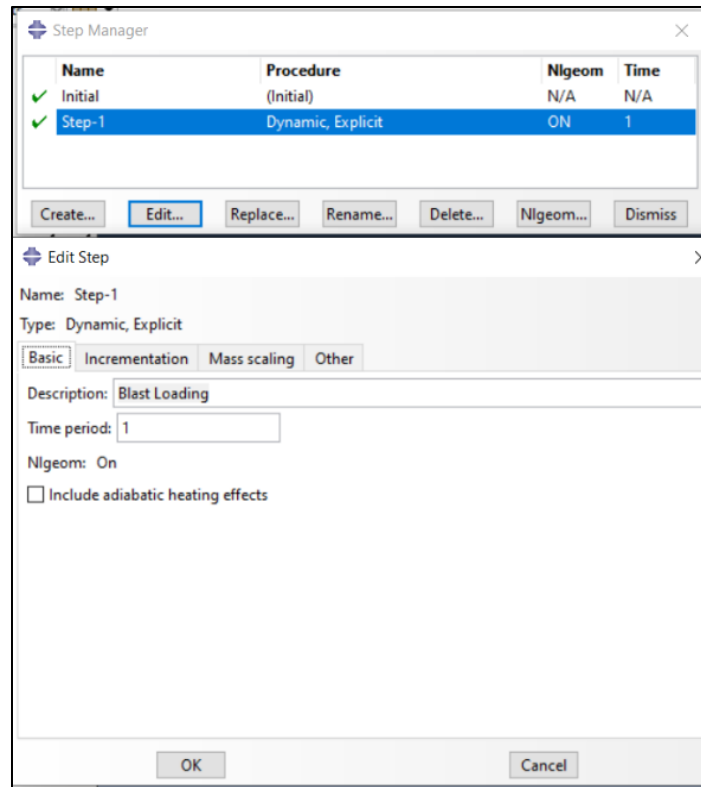 Step Manager
Name Procedure Nlgeom Time
Initial (Initial) N/A N/A
Step-1 Dynamic, Explicit ON 1
Create... Edit... Replace... Rename... Delete... Nlgeom... Dismiss
Edit Step
Name: Step-1
Type: Dynamic, Explicit
Basic Incrementation Mass scaling Other
Description: Blast Loading
Time period: 1
Nlgeom: On
Include adiabatic heating effects
OK Cancel